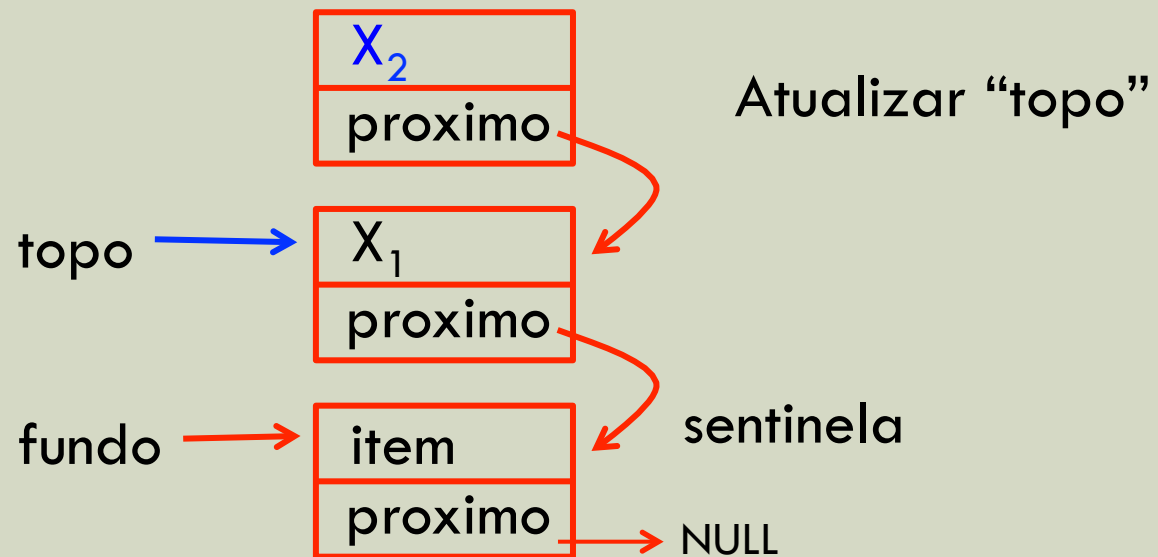 X₂
proximo
Atualizar “topo”
topo
X₁
proximo
fundo
item
sentinela
proximo
NULL